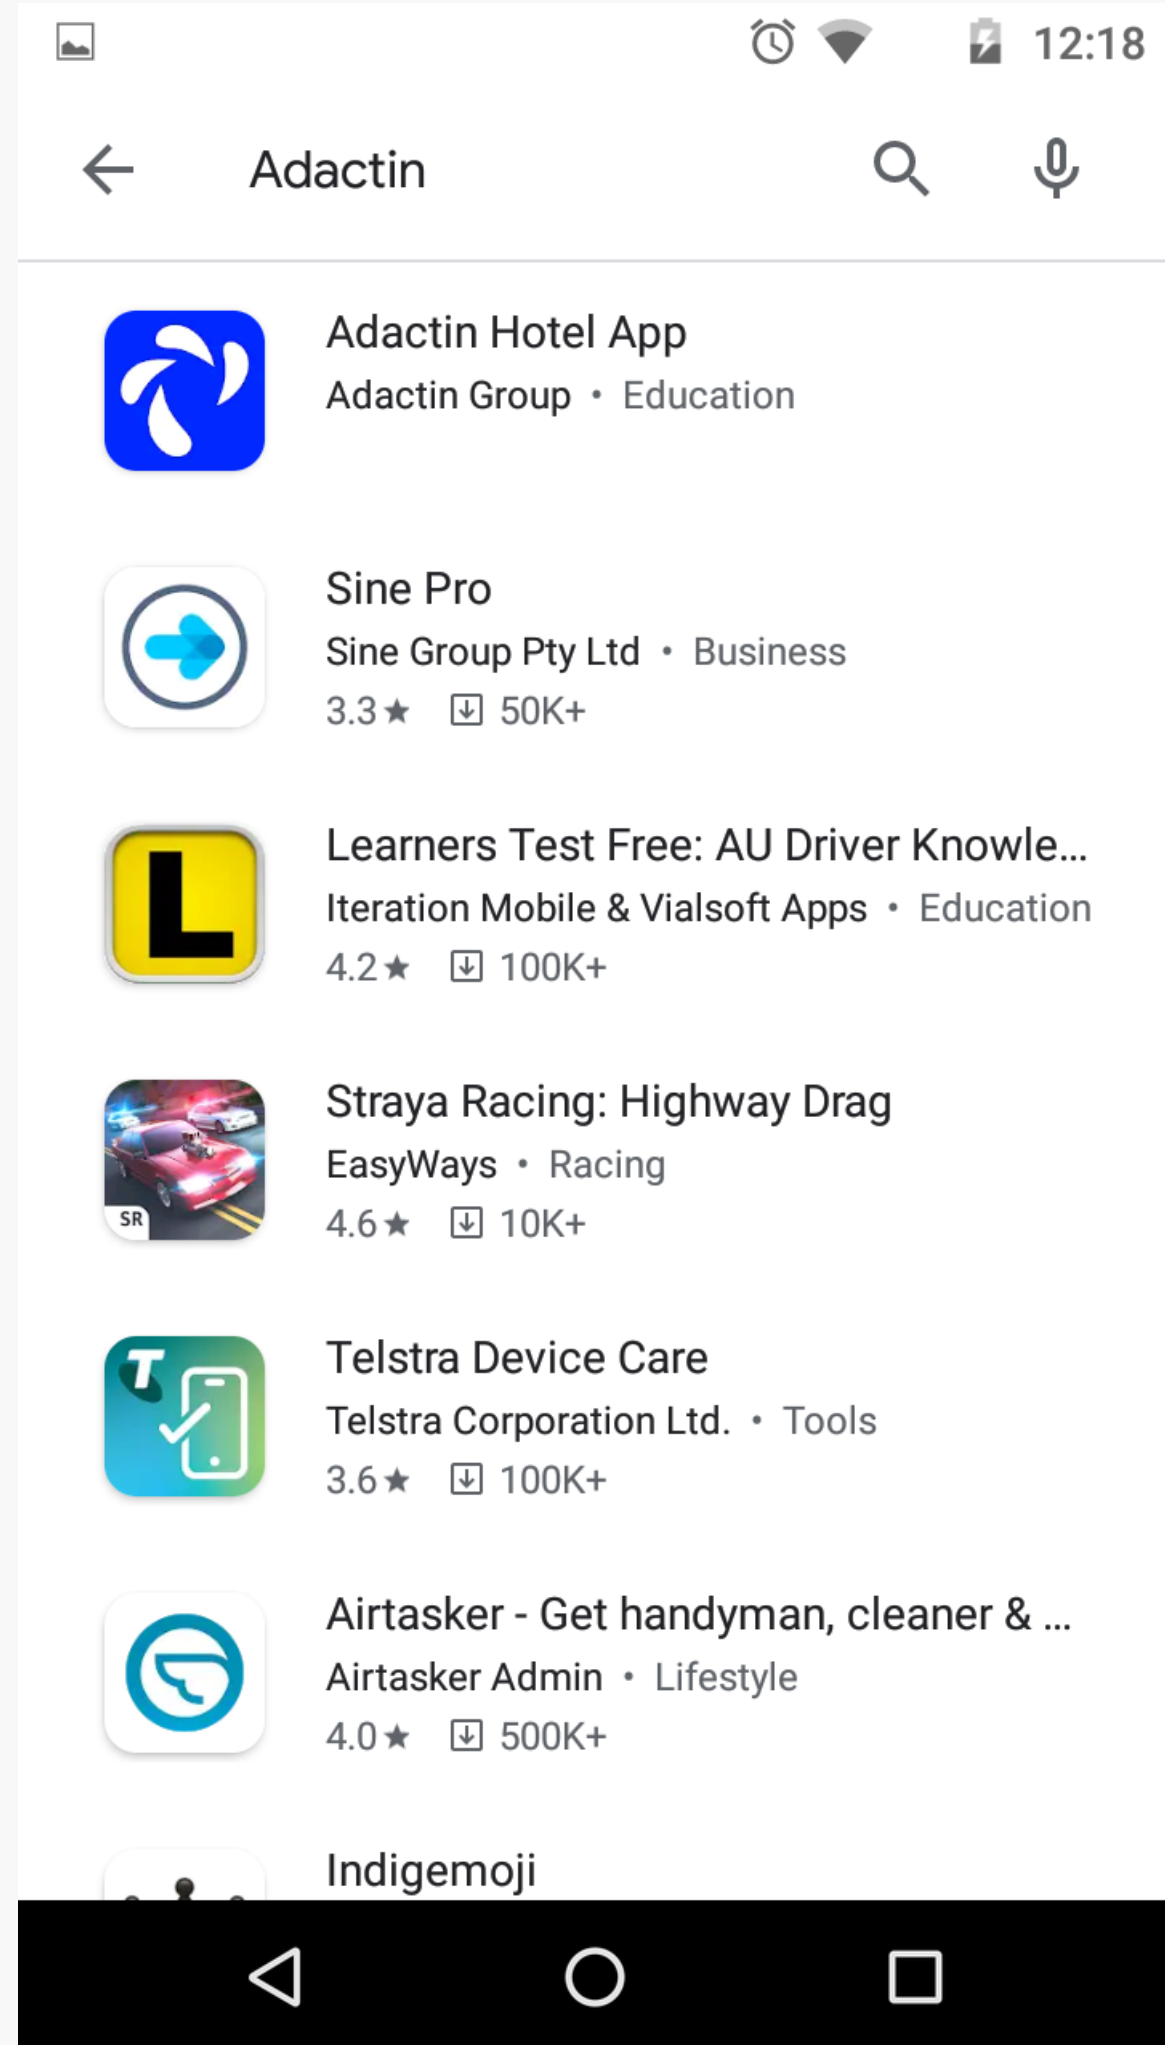 12:18
Adactin
Adactin Hotel App
Adactin Group • Education
Sine Pro
Sine Group Pty Ltd • Business
3.3★ 50K+
L
Learners Test Free: AU Driver Knowle...
Iteration Mobile & Vialsoft Apps • Education
4.2★ 100K+
SR
Straya Racing: Highway Drag
EasyWays • Racing
4.6★ 10K+
T
Telstra Device Care
Telstra Corporation Ltd. • Tools
3.6★ 100K+
Airtasker - Get handyman, cleaner & ...
Airtasker Admin • Lifestyle
4.0★ 500K+
Indigemoji